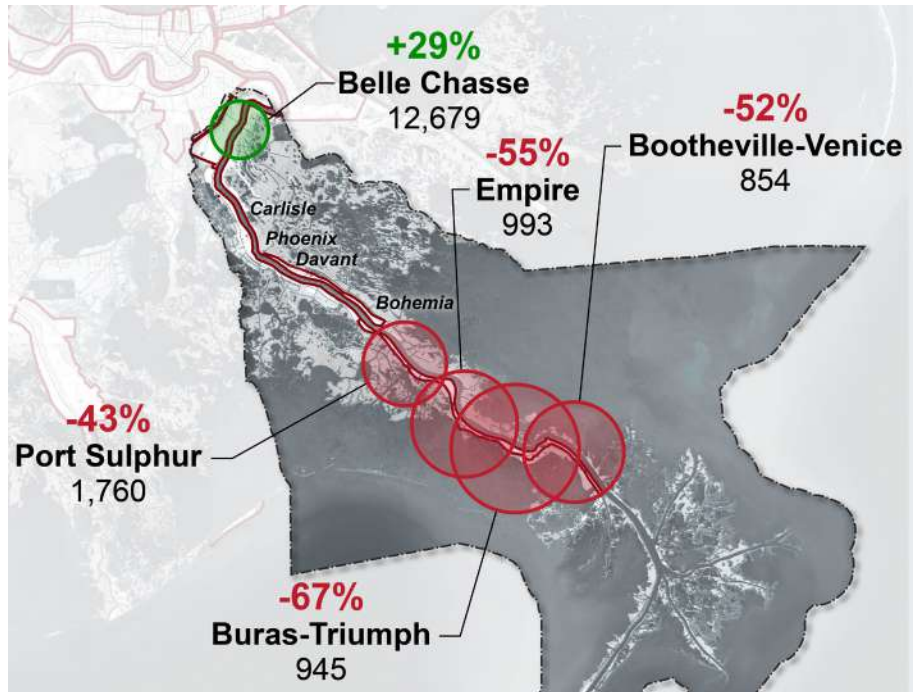 +29%
Belle Chasse
12,679
-52%
Bootheville-Venice
854
-55%
Empire
993
Carlisle
Phoenix
Davant
Bohemia
-43%
Port Sulphur
1,760
-67%
Buras-Triumph
945